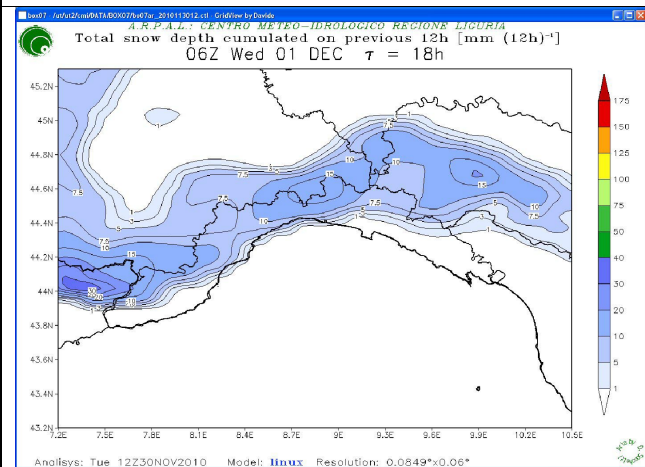 box07 - /ut/ut2/cmi/DATA/BOX07/bo07ar_2010113012.ctl GridView by Davide
A.R.P.A.L.: CENTRO METEO-IDROLOGICO REGIONE LIGURIA
Total snow depth cumulated on previous 12h [mm (12h)⁻¹]
06Z Wed 01 DEC τ = 18h
45.2N
45N
44.8N
44.6N
44.4N
44.2N
44N
43.8N
43.6N
43.4N
43.2N
7.2E 7.5E 7.8E 8.1E 8.4E 8.7E 9E 9.3E 9.6E 9.9E 10.2E 10.5E
175
150
125
100
75
50
40
30
20
10
5
1
Analisys: Tue 12Z30NOV2010 Model: linux Resolution: 0.0849°x0.06°